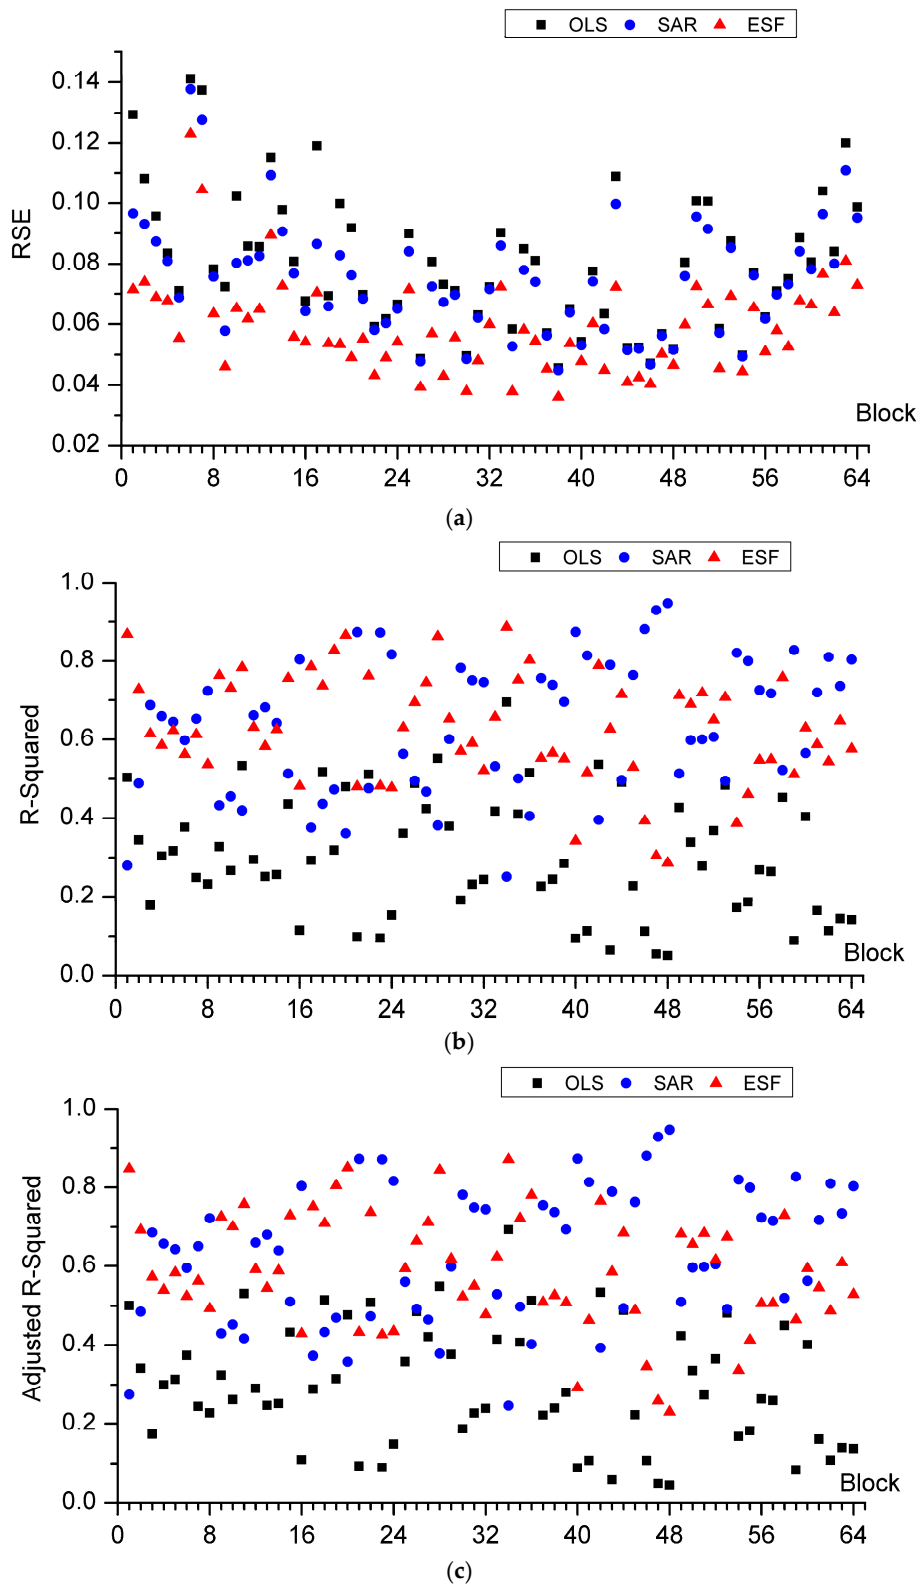 OLS SAR ESF
0.14
0.12
0.10
0.08
0.06
0.04
0.02
RSE
Block
0 8 16 24 32 40 48 56 64
(a)
OLS SAR ESF
1.0
0.8
0.6
0.4
0.2
0.0
R-Squared
Block
0 8 16 24 32 40 48 56 64
(b)
OLS SAR ESF
1.0
0.8
0.6
0.4
0.2
0.0
Adjusted R-Squared
Block
0 8 16 24 32 40 48 56 64
(c)